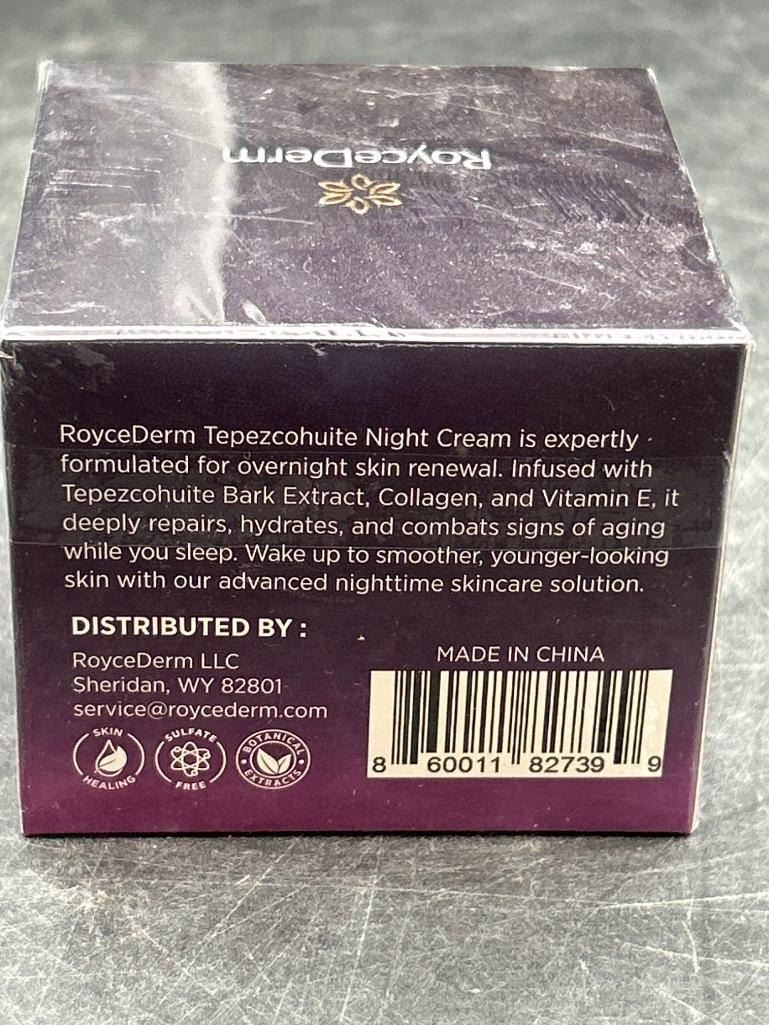 RoyceDerm
RoyceDerm Tepezcohuite Night Cream is expertly
formulated for overnight skin renewal. Infused with
Tepezcohuite Bark Extract, Collagen, and Vitamin E, it
deeply repairs, hydrates, and combats signs of aging
while you sleep. Wake up to smoother, younger-looking
skin with our advanced nighttime skincare solution.
DISTRIBUTED BY :
RoyceDerm LLC
Sheridan, WY 82801
service@roycederm.com
SKIN
HEALING
SULFATE
FREE
BOTANICAL
EXTRACTS
MADE IN CHINA
8 60011 82739 9